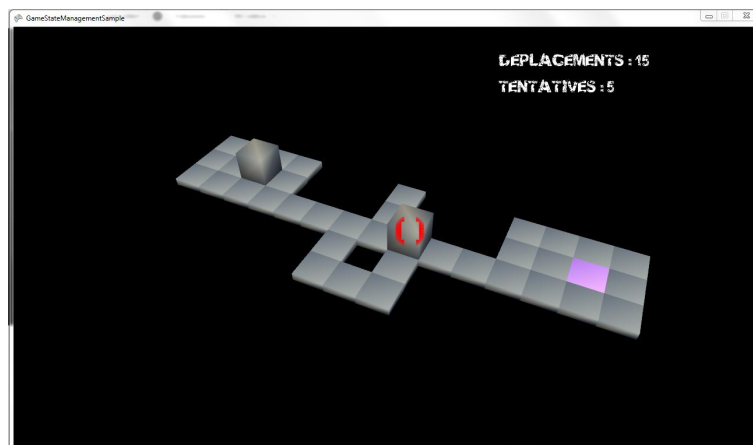 GameStateManagementSample
DEPLACEMENTS : 15
TENTATIVES : 5
( )